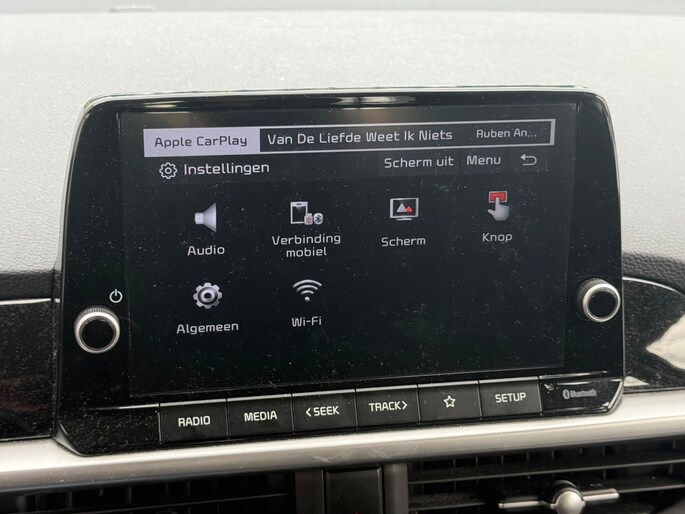 Apple CarPlay Van De Liefde Weet Ik Niets Ruben An...
Instellingen Scherm uit Menu
Audio Verbinding mobiel Scherm Knop
Algemeen Wi-Fi
RADIO MEDIA <SEEK TRACK> SETUP Bluetooth